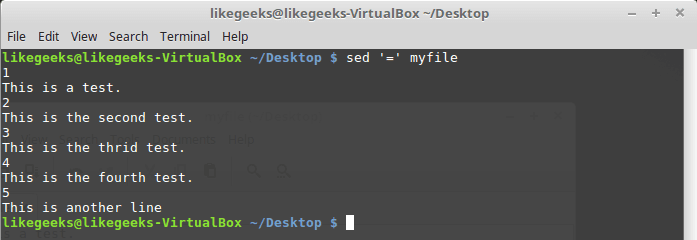 likegeeks@likegeeks-VirtualBox ~/Desktop
File Edit View Search Terminal Help
likegeeks@likegeeks-VirtualBox ~/Desktop $ sed '=' myfile
1
This is a test.
2
This is the second test.
3
This is the thrid test.
4
This is the fourth test.
5
This is another line
likegeeks@likegeeks-VirtualBox ~/Desktop $